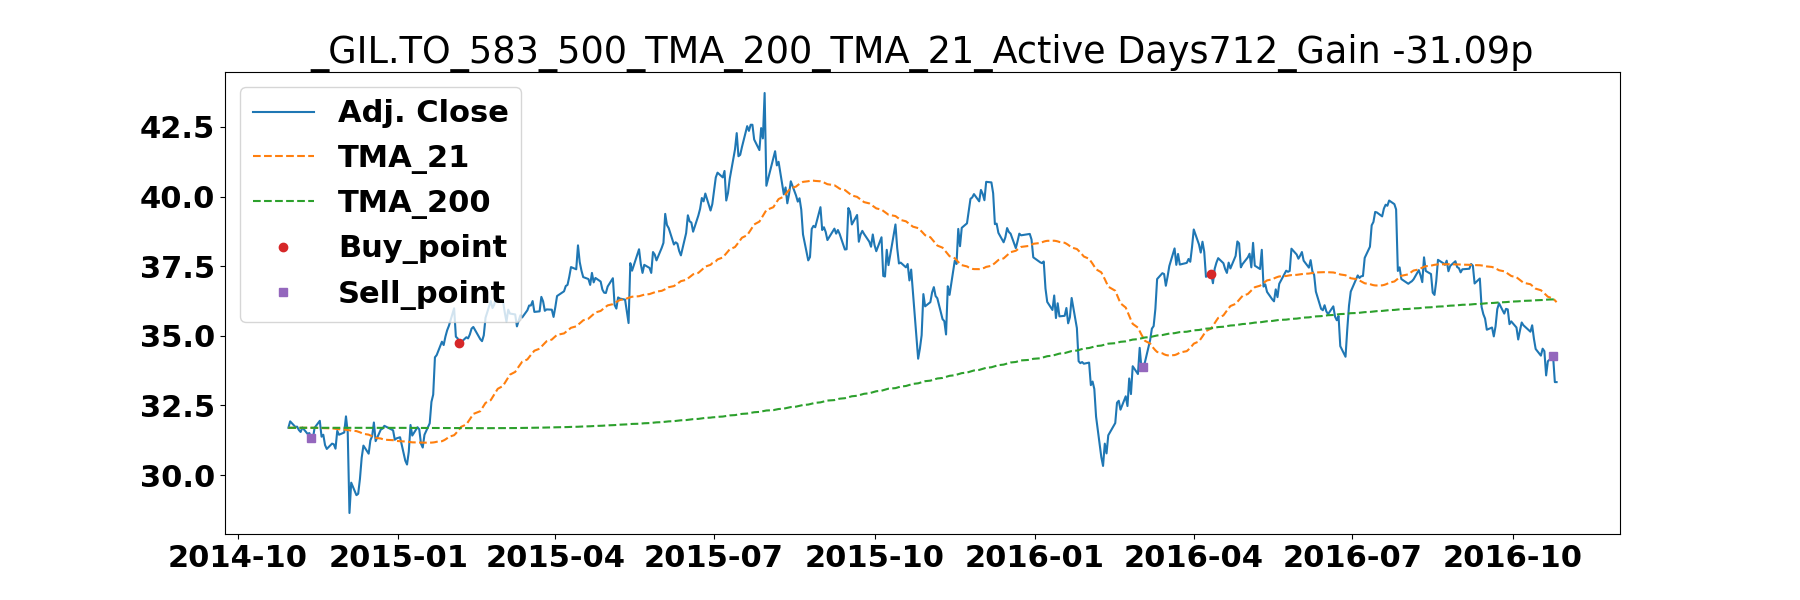 _GIL.TO_583_500_TMA_200_TMA_21_Active Days712_Gain -31.09p
Adj. Close
TMA_21
TMA_200
Buy_point
Sell_point
42.5
40.0
37.5
35.0
32.5
30.0
2014-10 2015-01 2015-04 2015-07 2015-10 2016-01 2016-04 2016-07 2016-10